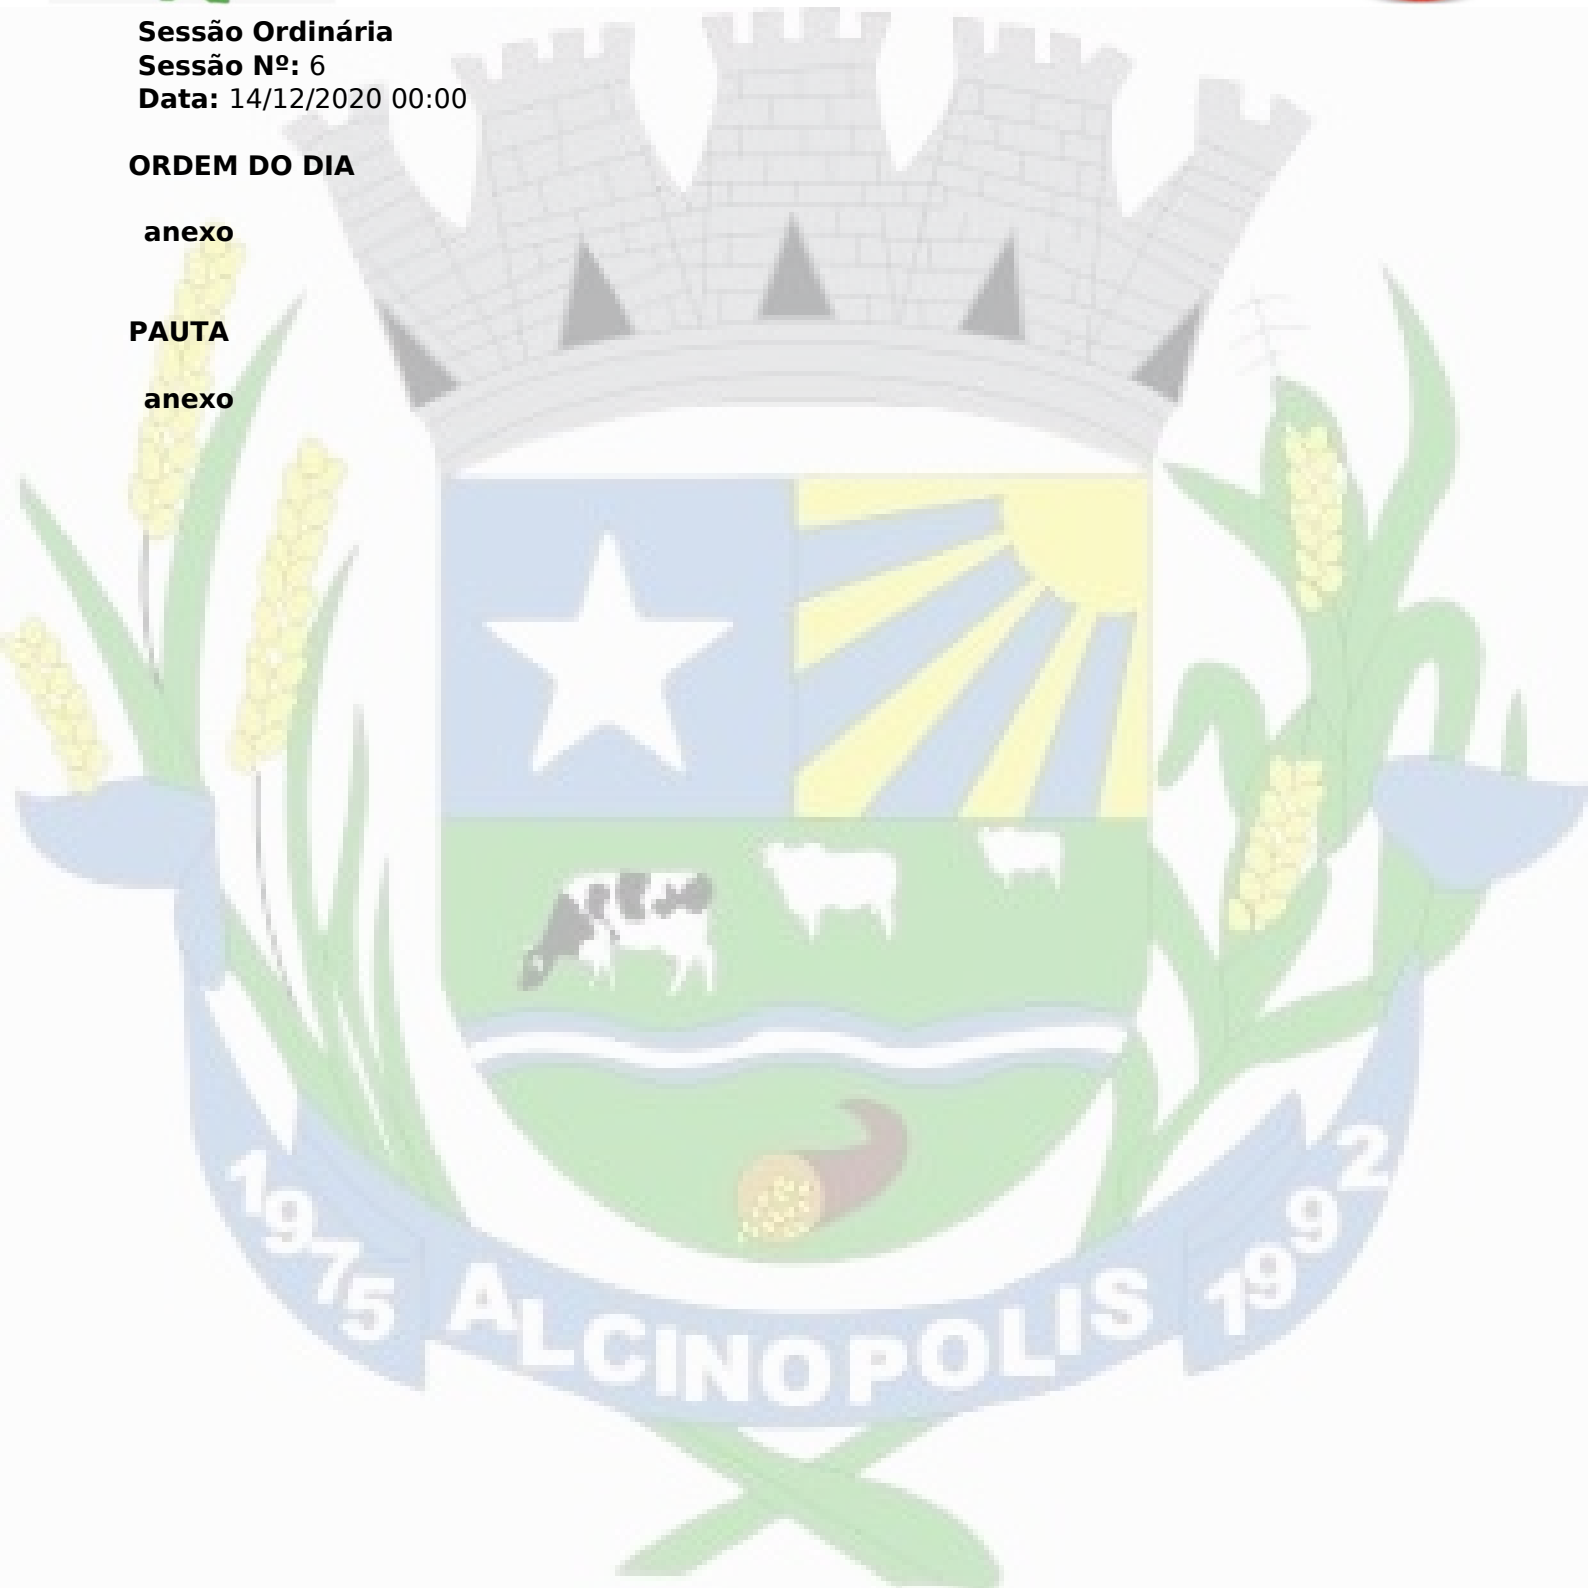 Sessão Ordinária
Sessão Nº: 6
Data: 14/12/2020 00:00
ORDEM DO DIA
anexo
PAUTA
anexo
1975 ALCINOPOLIS 1992